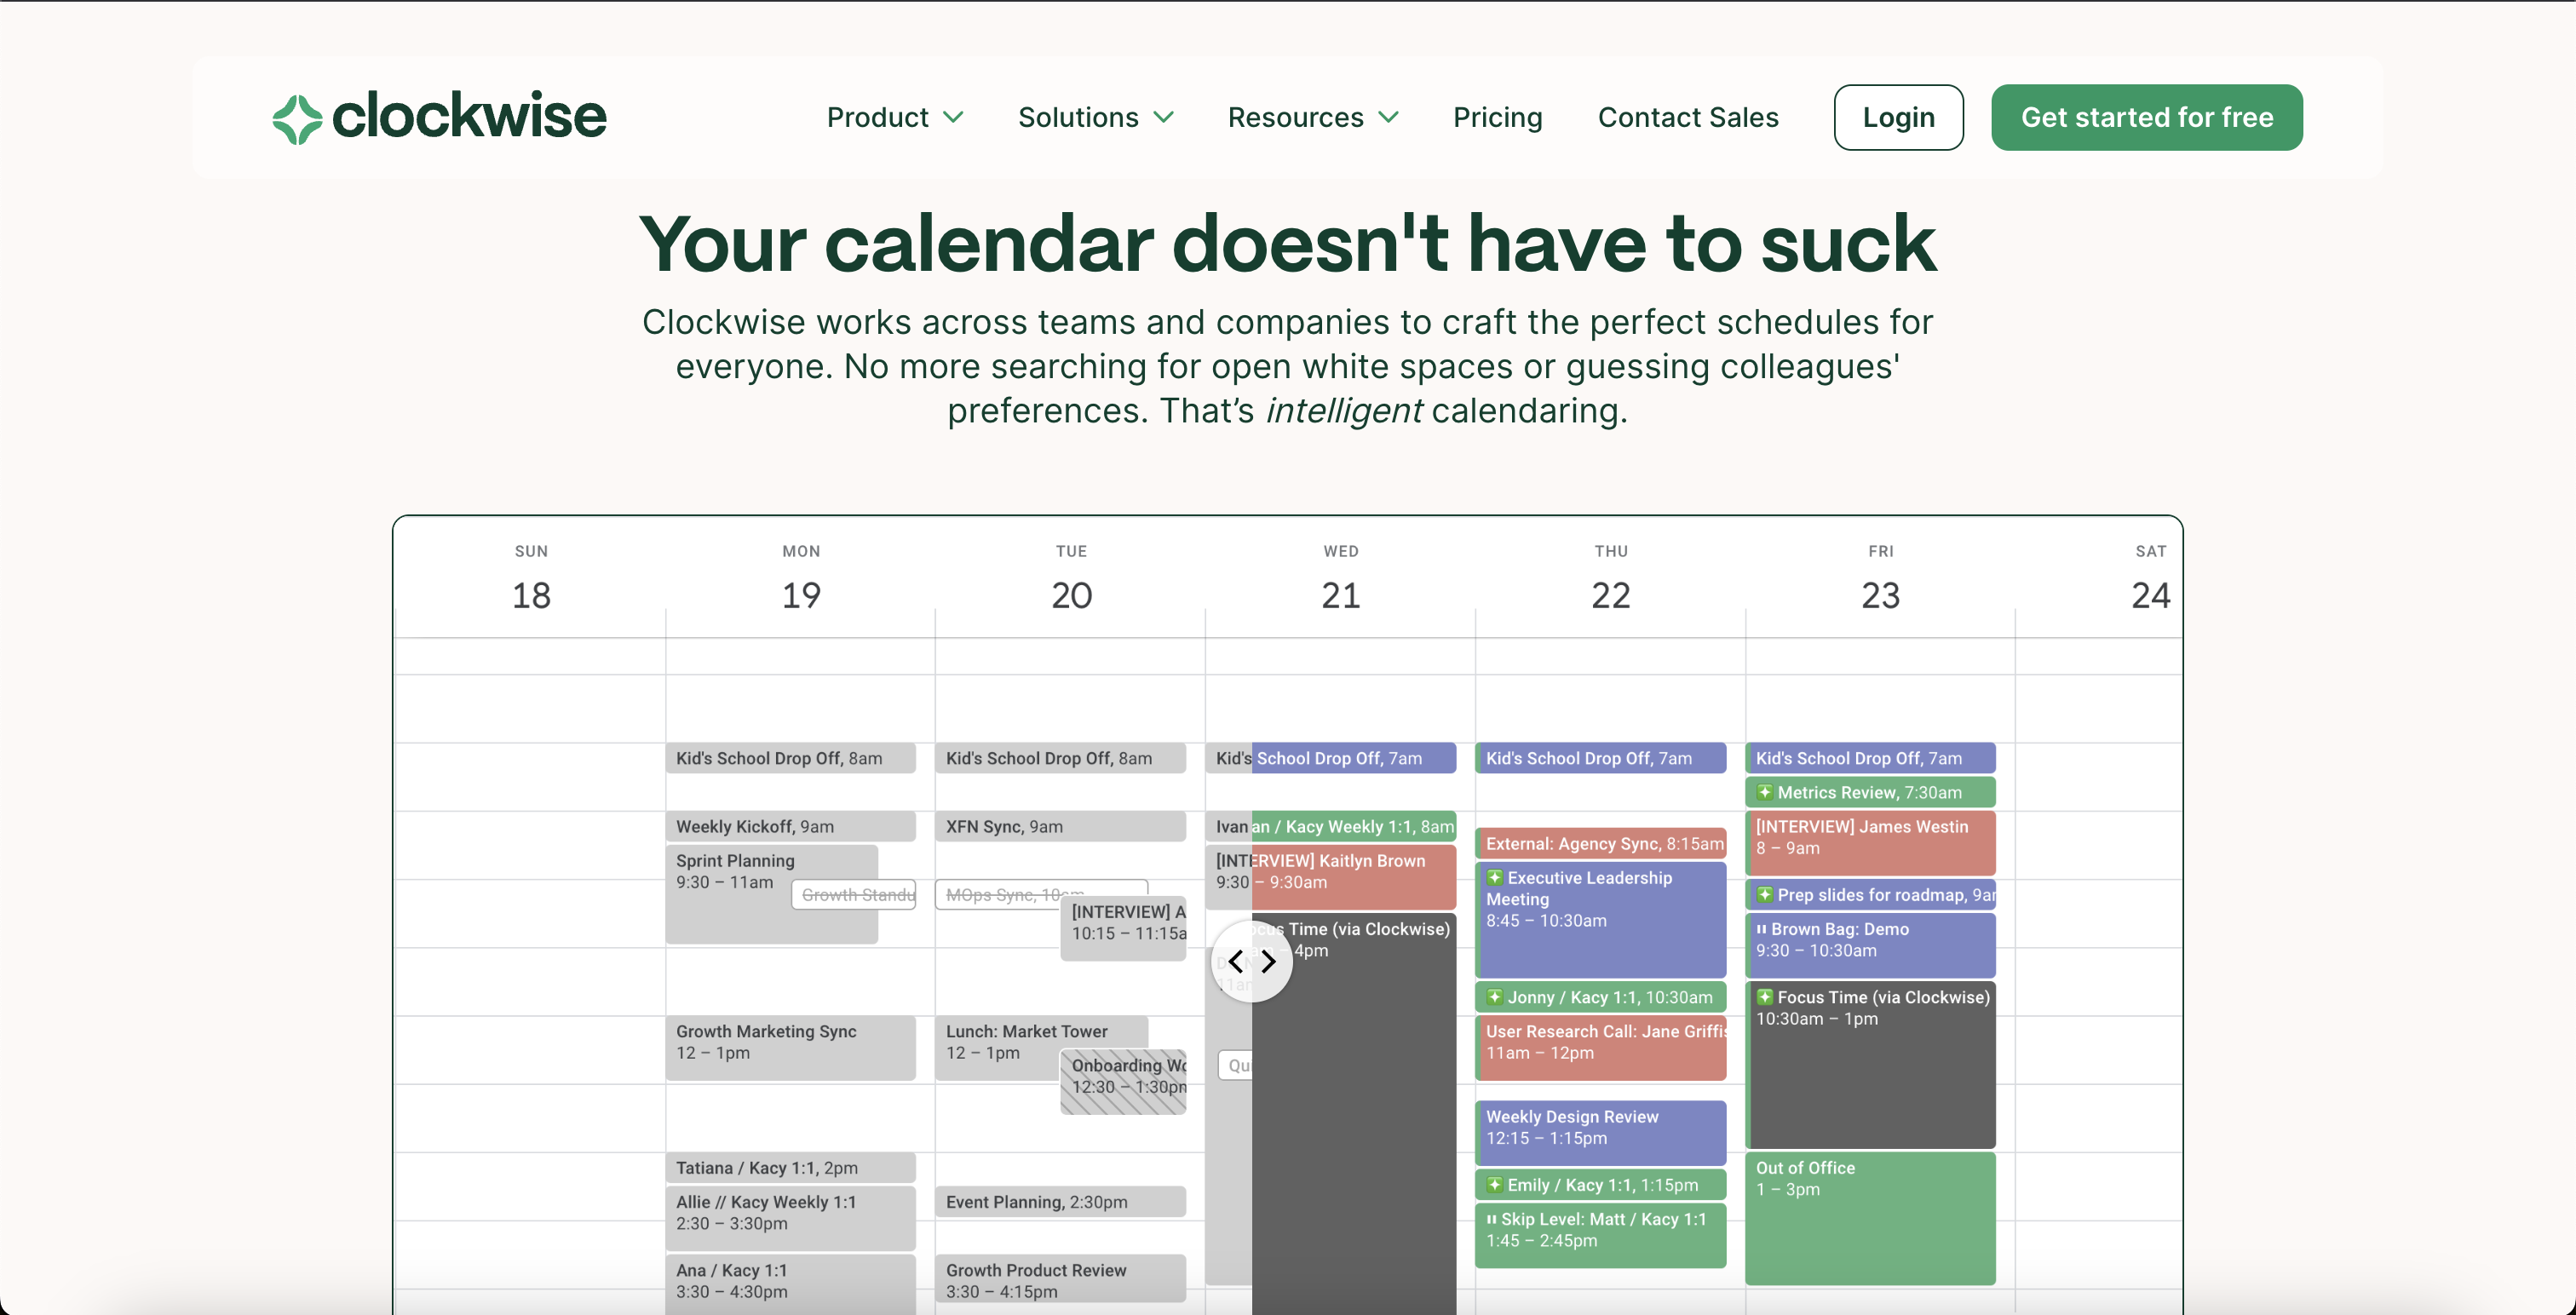 clockwise
Product
Solutions
Resources
Pricing
Contact Sales
Login
Get started for free
Your calendar doesn't have to suck
Clockwise works across teams and companies to craft the perfect schedules for
everyone. No more searching for open white spaces or guessing colleagues'
preferences. That’s intelligent calendaring.
SUN
18
MON
19
TUE
20
WED
21
THU
22
FRI
23
SAT
24
Kid's School Drop Off, 8am
Weekly Kickoff, 9am
Sprint Planning
9:30 – 11am
Growth Standu
Growth Marketing Sync
12 – 1pm
Tatiana / Kacy 1:1, 2pm
Allie // Kacy Weekly 1:1
2:30 – 3:30pm
Ana / Kacy 1:1
3:30 – 4:30pm
Kid's School Drop Off, 8am
XFN Sync, 9am
MOps Sync, 10am
[INTERVIEW] A
10:15 – 11:15a
Lunch: Market Tower
12 – 1pm
Onboarding Wo
12:30 – 1:30pm
Event Planning, 2:30pm
Growth Product Review
3:30 – 4:15pm
Kid's School Drop Off, 7am
Ivan an / Kacy Weekly 1:1, 8am
[INTERVIEW] Kaitlyn Brown
9:30 – 9:30am
ocus Time (via Clockwise)
am – 4pm
11am
Qui
Kid's School Drop Off, 7am
External: Agency Sync, 8:15am
Executive Leadership
Meeting
8:45 – 10:30am
Jonny / Kacy 1:1, 10:30am
User Research Call: Jane Griffis
11am – 12pm
Weekly Design Review
12:15 – 1:15pm
Emily / Kacy 1:1, 1:15pm
Skip Level: Matt / Kacy 1:1
1:45 – 2:45pm
Kid's School Drop Off, 7am
Metrics Review, 7:30am
[INTERVIEW] James Westin
8 – 9am
Prep slides for roadmap, 9am
Brown Bag: Demo
9:30 – 10:30am
Focus Time (via Clockwise)
10:30am – 1pm
Out of Office
1 – 3pm